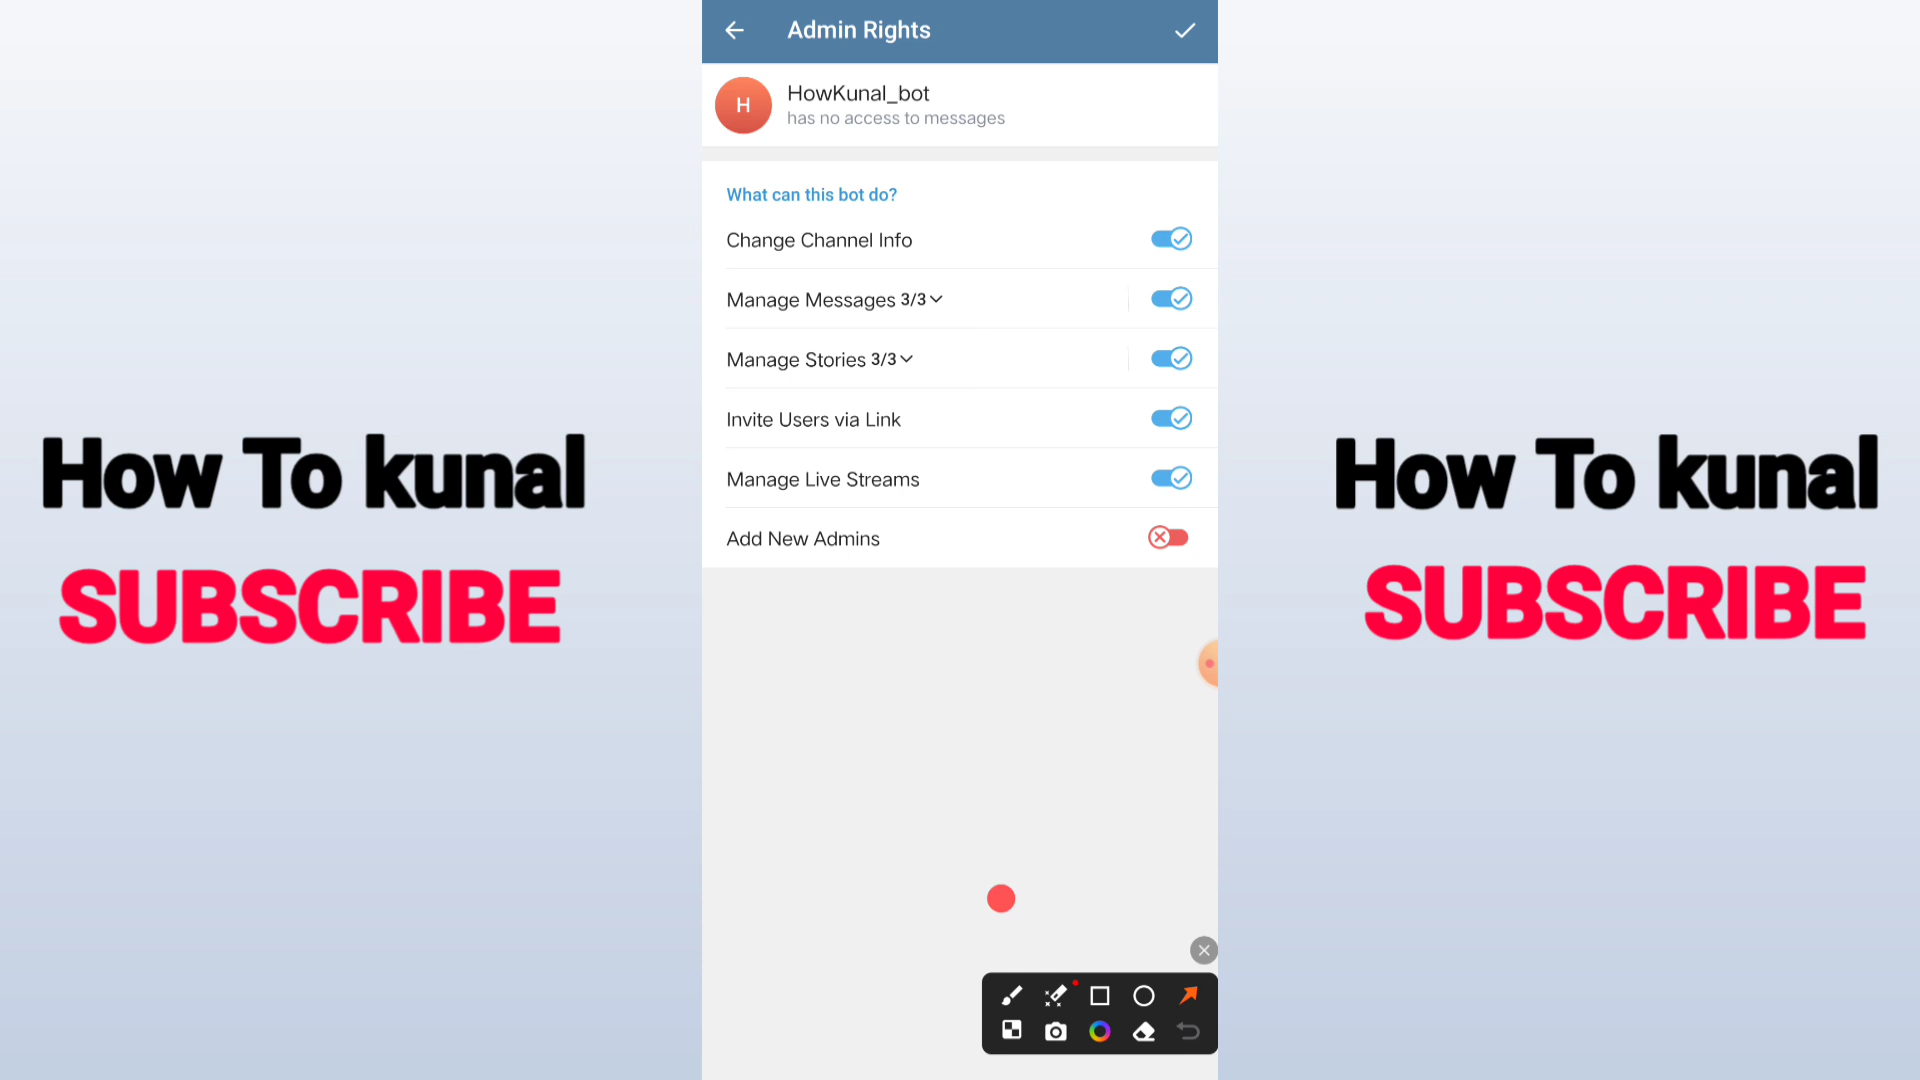 Admin Rights
H
HowKunal_bot
has no access to messages
What can this bot do?
Change Channel Info
Manage Messages 3/3
Manage Stories 3/3
Invite Users via Link
Manage Live Streams
Add New Admins
How To kunal
SUBSCRIBE
How To kunal
SUBSCRIBE